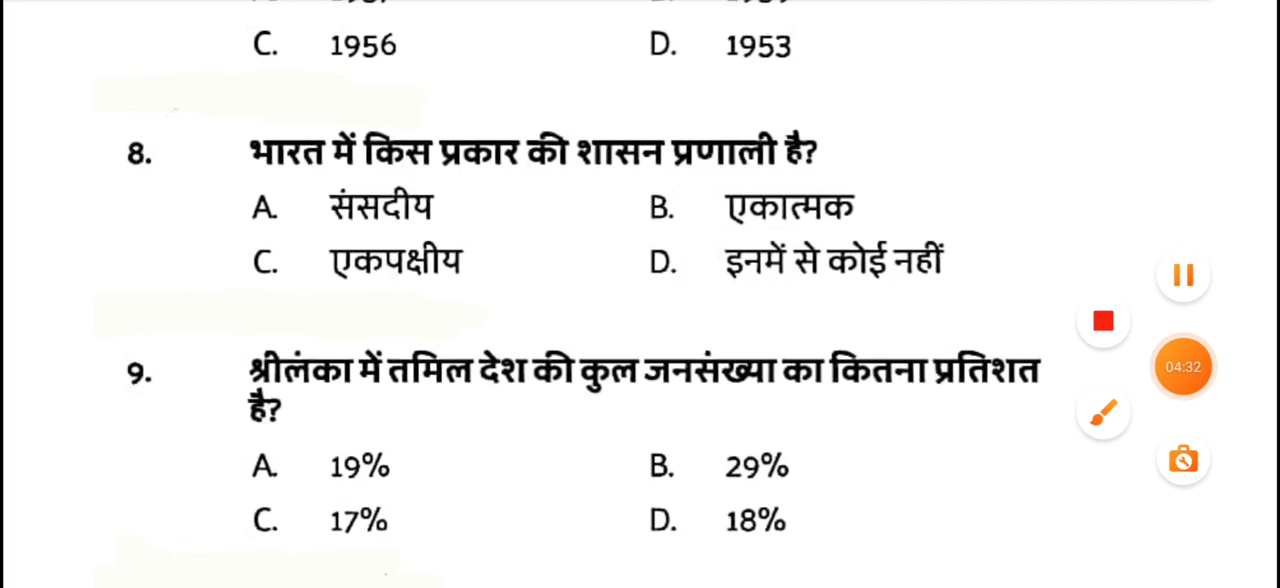 C. 1956 D. 1953
8. भारत में किस प्रकार की शासन प्रणाली है?
A. संसदीय B. एकात्मक
C. एकपक्षीय D. इनमें से कोई नहीं
9. श्रीलंका में तमिल देश की कुल जनसंख्या का कितना प्रतिशत
है?
A. 19% B. 29%
C. 17% D. 18%
04:32